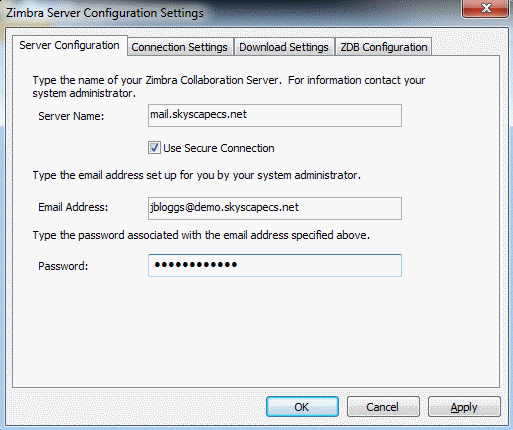 Zimbra Server Configuration Settings
Server Configuration Connection Settings Download Settings ZDB Configuration
Type the name of your Zimbra Collaboration Server. For information contact your
system administrator.
Server Name: mail.skyscapecs.net
Use Secure Connection
Type the email address set up for you by your system administrator.
Email Address: jbloggs@demo.skyscapecs.net
Type the password associated with the email address specified above.
Password: ●●●●●●●●●●●●
OK Cancel Apply